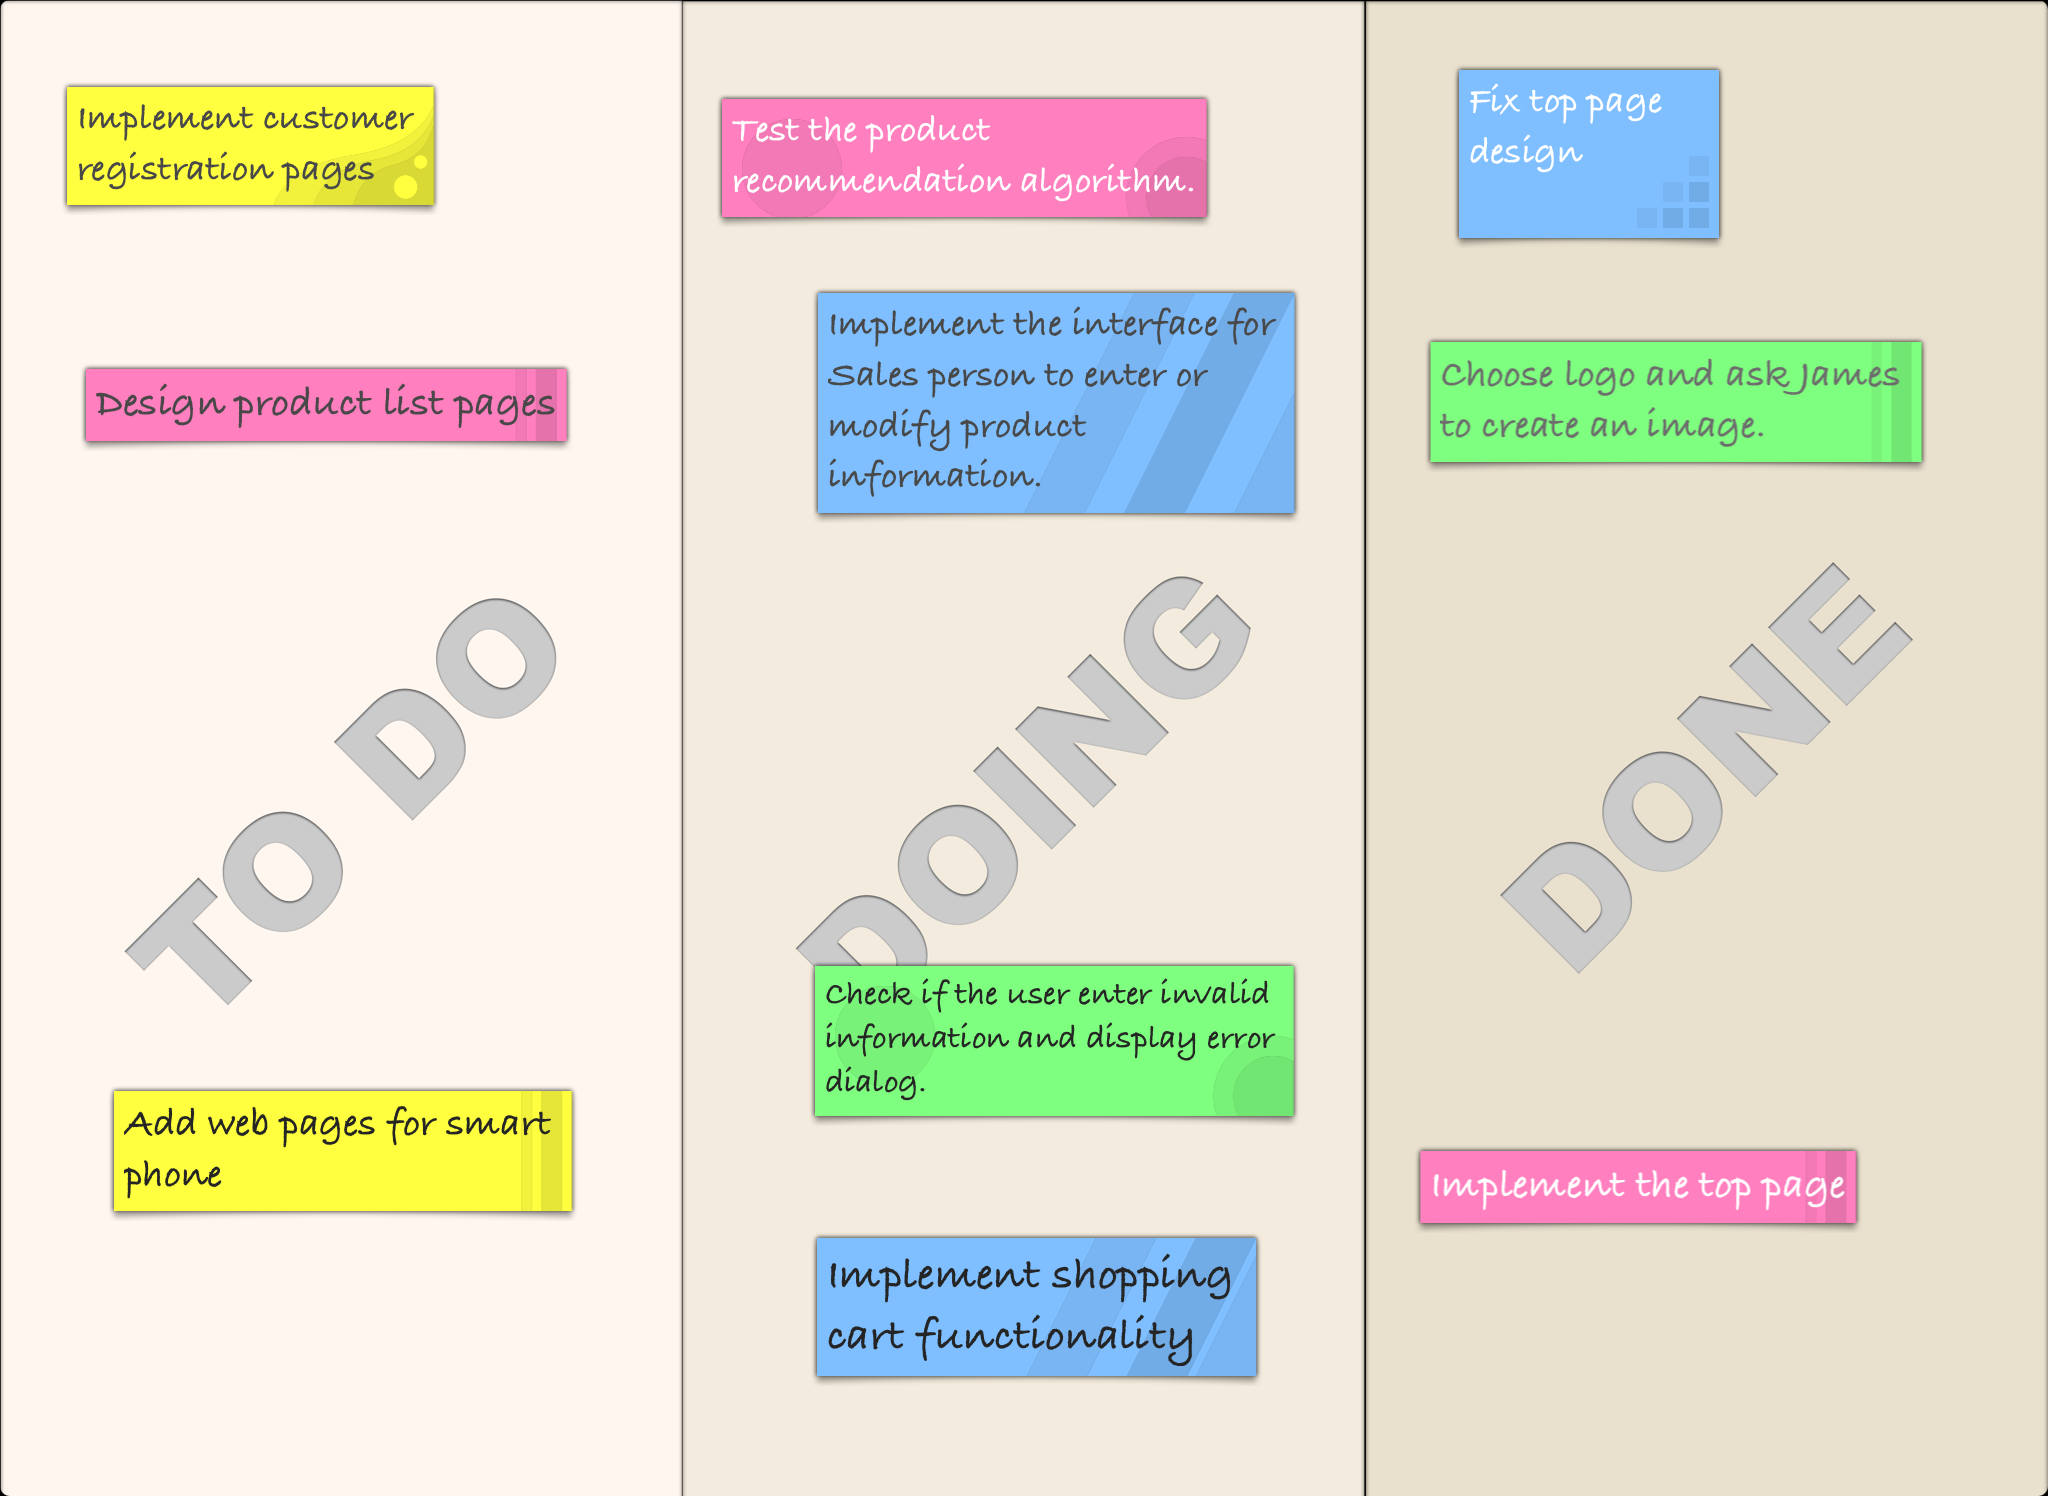 Implement customer
registration pages
Design product list pages
TO DO
Add web pages for smart
phone
Test the product
recommendation algorithm.
Implement the interface for
Sales person to enter or
modify product
information.
DOING
Check if the user enter invalid
information and display error
dialog.
Implement shopping
cart functionality
Fix top page
design
Choose logo and ask James
to create an image.
DONE
Implement the top page